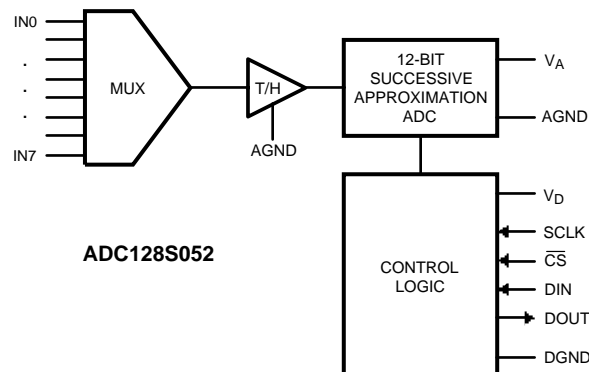 IN0
.
.
.
IN7
MUX
T/H
AGND
12-BIT
SUCCESSIVE
APPROXIMATION
ADC
VA
AGND
ADC128S052
CONTROL
LOGIC
VD
SCLK
C̅S̅
DIN
DOUT
DGND